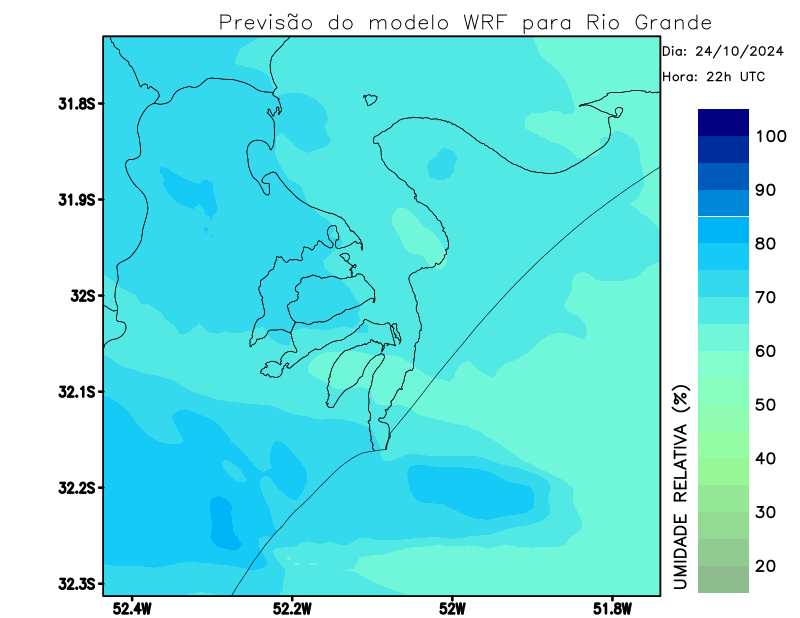 Previsão do modelo WRF para Rio Grande
Dia: 24/10/2024
Hora: 22h UTC
31.8S
31.9S
32S
32.1S
32.2S
32.3S
52.4W
52.2W
52W
51.8W
100
90
80
70
60
50
40
30
20
UMIDADE RELATIVA (%)